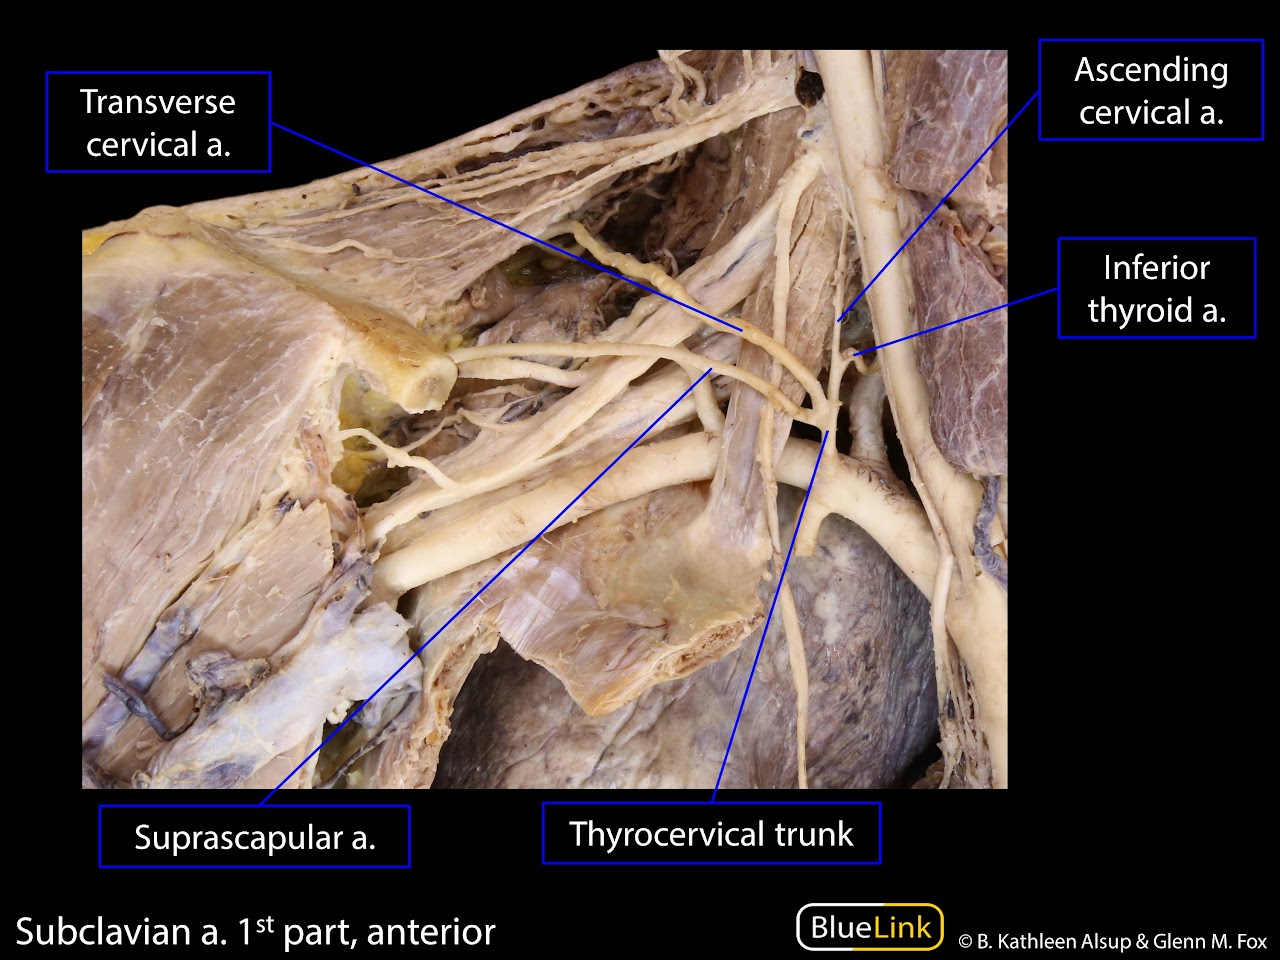 Transverse
cervical a.
Ascending
cervical a.
Inferior
thyroid a.
Suprascapular a.
Thyrocervical trunk
Subclavian a. 1st part, anterior
BlueLink
© B. Kathleen Alsup & Glenn M. Fox